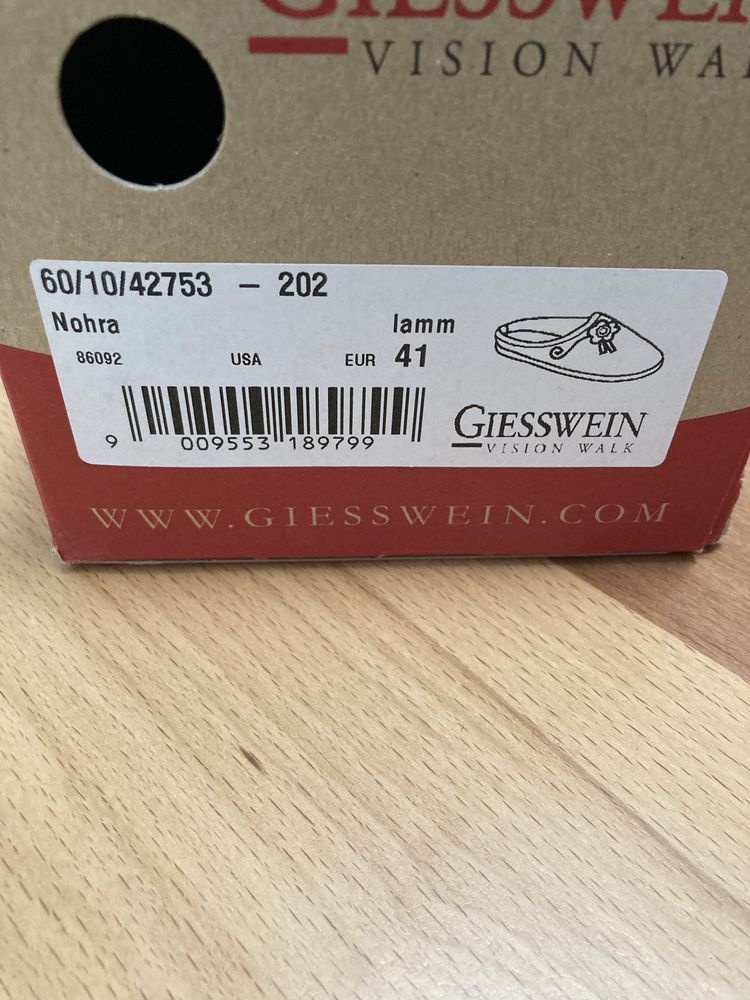 GIESSWEIN
VISION WA
60/10/42753 – 202
Nohra lamm
86092 USA EUR 41
9 009553 189799
GIESSWEIN
VISION WALK
WWW.GIESSWEIN.COM